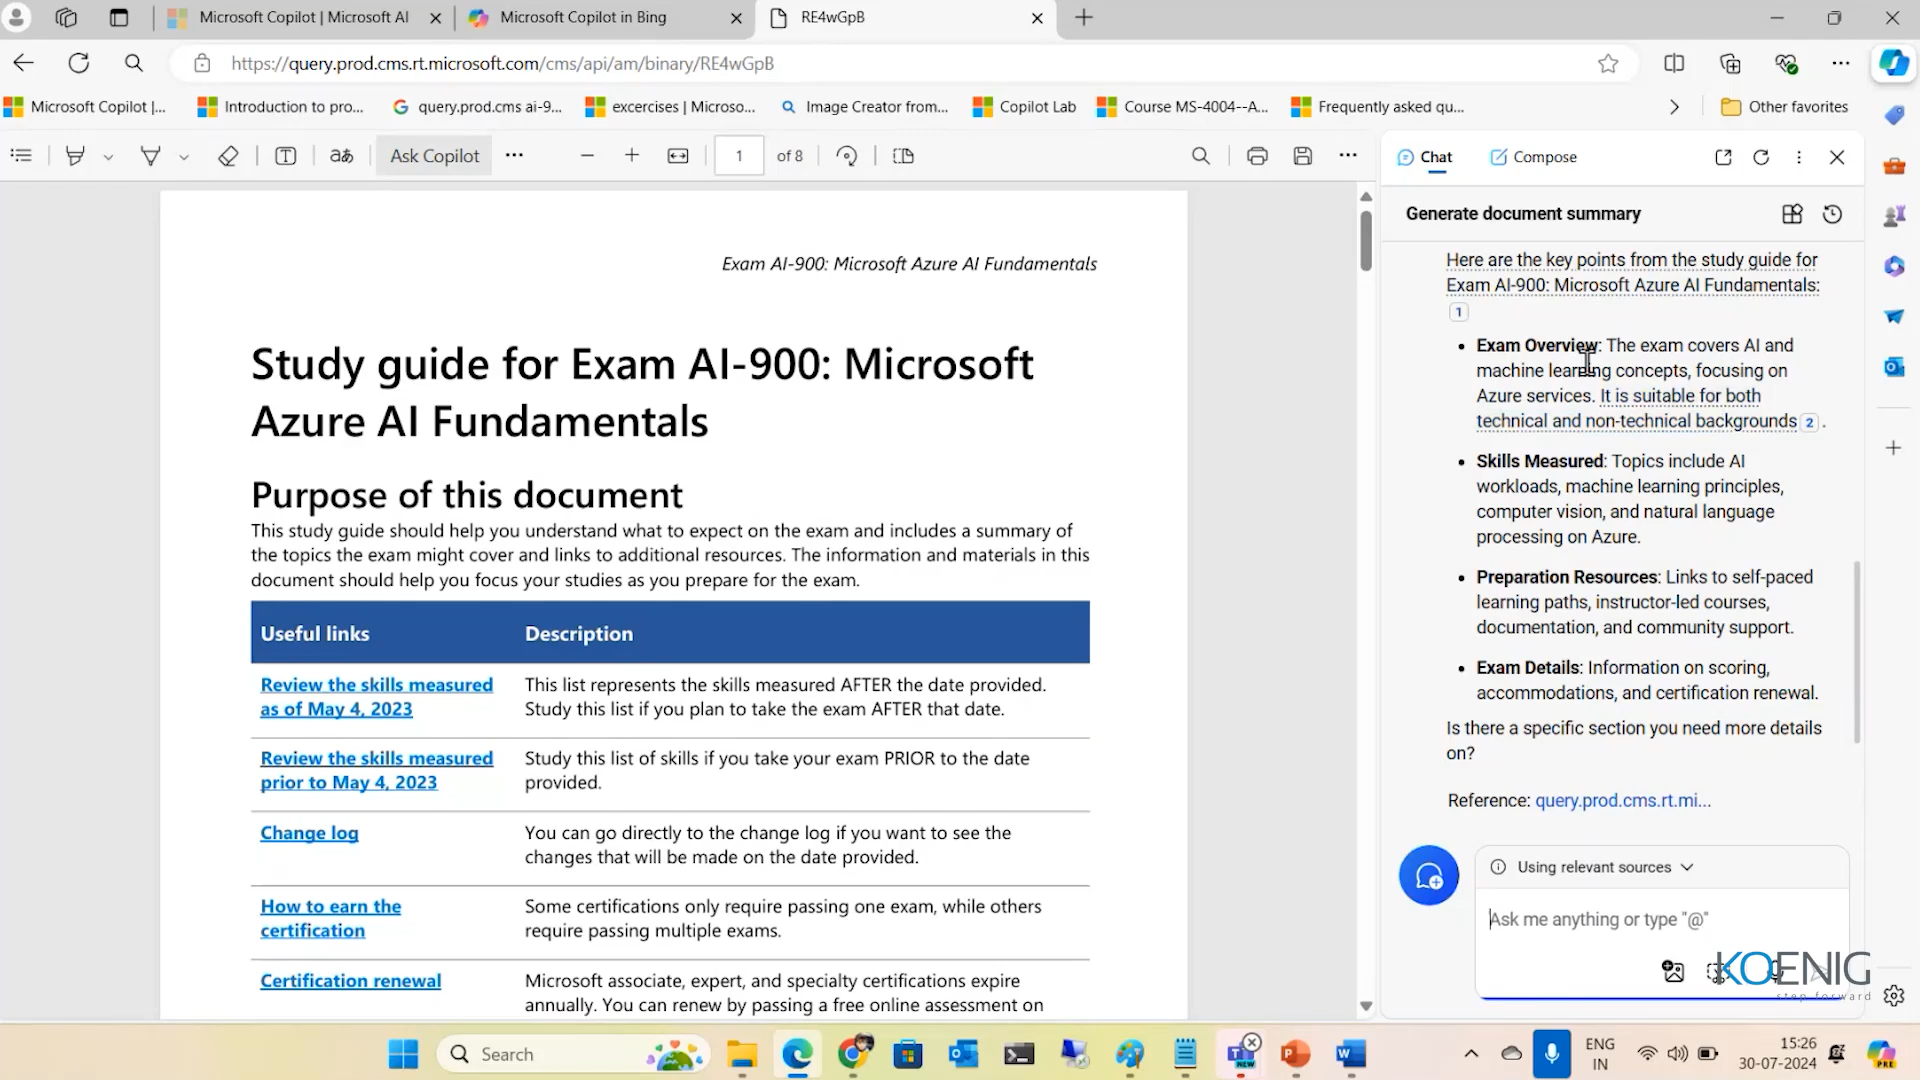 Microsoft Copilot | Microsoft AI
Microsoft Copilot in Bing
RE4wGpB
https://query.prod.cms.rt.microsoft.com/cms/api/am/binary/RE4wGpB
Microsoft Copilot |...
Introduction to pro...
query.prod.cms ai-9...
excercises | Microso...
Image Creator from...
Copilot Lab
Course MS-4004--A...
Frequently asked qu...
Other favorites
Ask Copilot
1 of 8
Chat
Compose
Exam AI-900: Microsoft Azure AI Fundamentals
Study guide for Exam AI-900: Microsoft
Azure AI Fundamentals
Purpose of this document
This study guide should help you understand what to expect on the exam and includes a summary of
the topics the exam might cover and links to additional resources. The information and materials in this
document should help you focus your studies as you prepare for the exam.
Useful links Description
Review the skills measured
as of May 4, 2023
This list represents the skills measured AFTER the date provided.
Study this list if you plan to take the exam AFTER that date.
Review the skills measured
prior to May 4, 2023
Study this list of skills if you take your exam PRIOR to the date
provided.
Change log
You can go directly to the change log if you want to see the
changes that will be made on the date provided.
How to earn the
certification
Some certifications only require passing one exam, while others
require passing multiple exams.
Certification renewal
Microsoft associate, expert, and specialty certifications expire
annually. You can renew by passing a free online assessment on
Generate document summary
Here are the key points from the study guide for
Exam AI-900: Microsoft Azure AI Fundamentals:
1
• Exam Overview: The exam covers AI and
machine learning concepts, focusing on
Azure services. It is suitable for both
technical and non-technical backgrounds 2 .
• Skills Measured: Topics include AI
workloads, machine learning principles,
computer vision, and natural language
processing on Azure.
• Preparation Resources: Links to self-paced
learning paths, instructor-led courses,
documentation, and community support.
• Exam Details: Information on scoring,
accommodations, and certification renewal.
Is there a specific section you need more details
on?
Reference: query.prod.cms.rt.mi...
Using relevant sources
Ask me anything or type "@"
KOENIG
step forward
Search
NEW
ENG
IN
15:26
30-07-2024
PRE